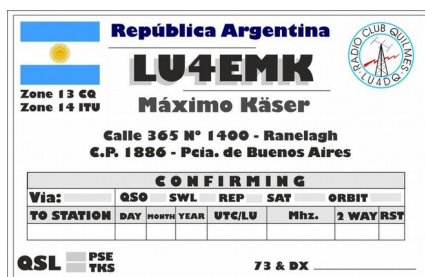 República Argentina
LU4EMK
Máximo Käser
Zone 13 CQ
Zone 14 ITU
RADIO CLUB QUILMES
LU4DQ
Calle 365 Nº 1400 - Ranelagh
C.P. 1886 - Pcia. de Buenos Aires
CONFIRMING
Via: QSO SWL REP SAT ORBIT
TO STATION DAY MONTH YEAR UTC/LU Mhz. 2 WAY RST
QSL PSE
TKS
73 & DX